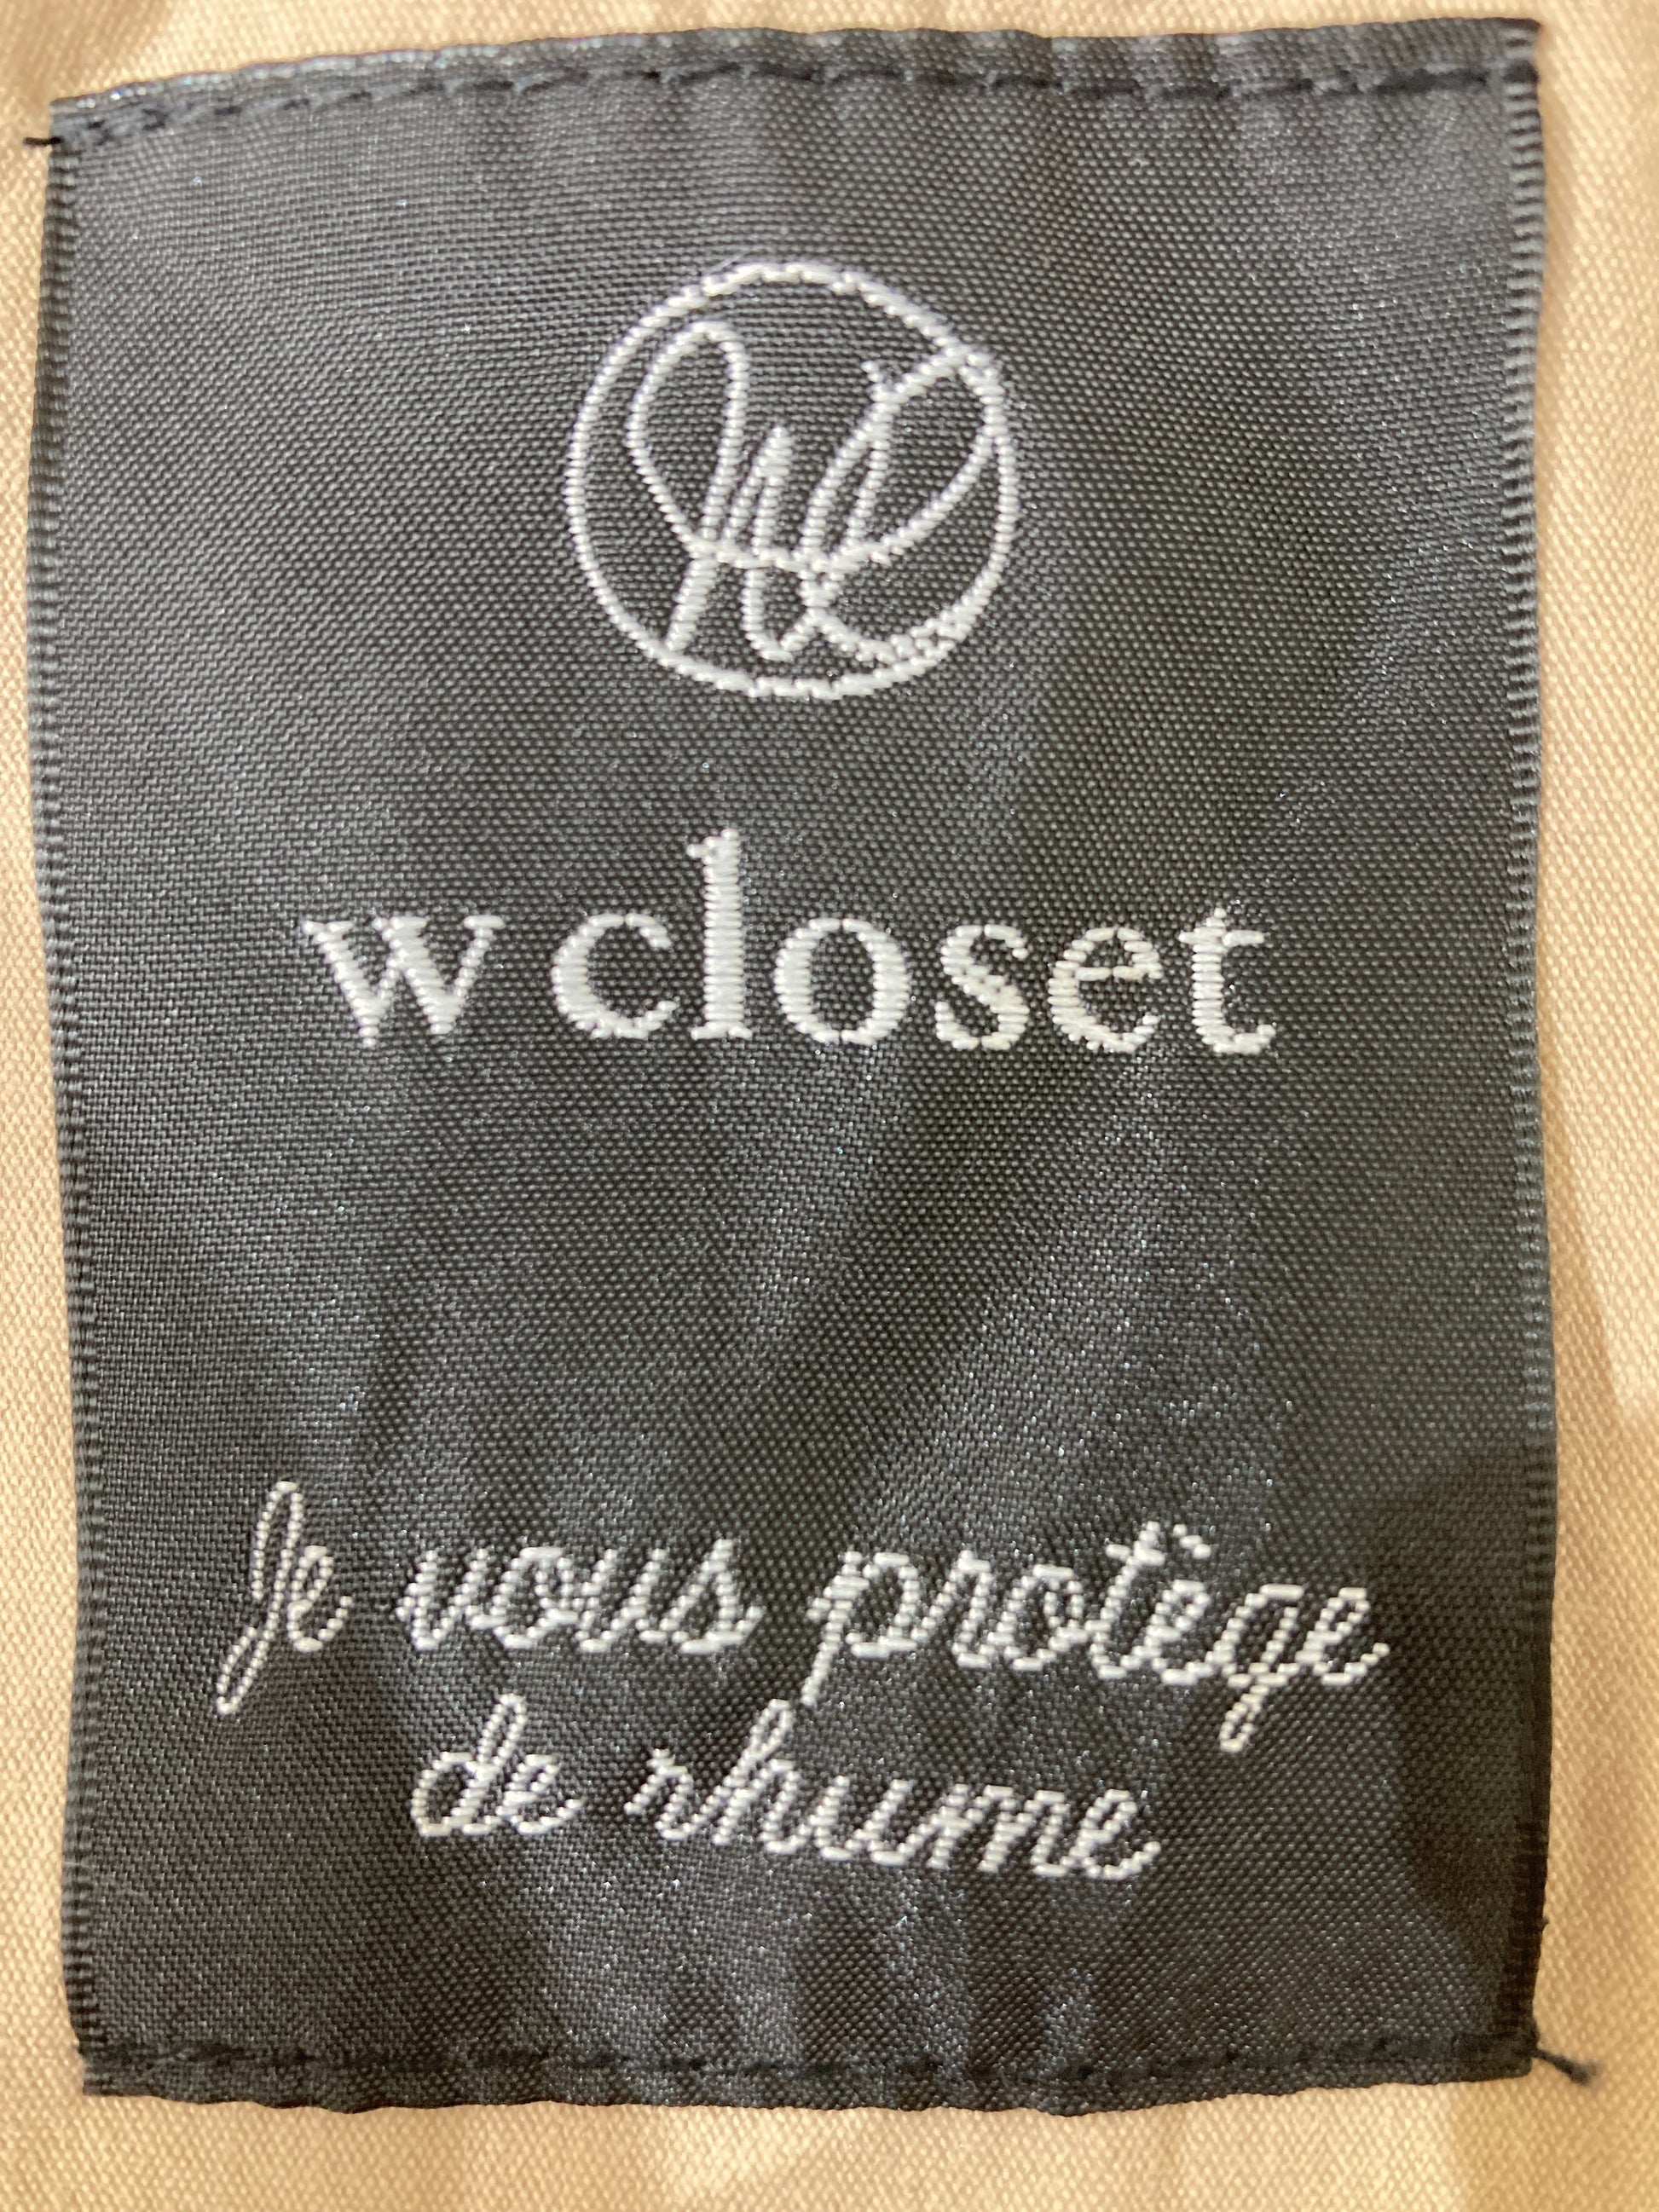 w closet
Je vous protège
de rhume